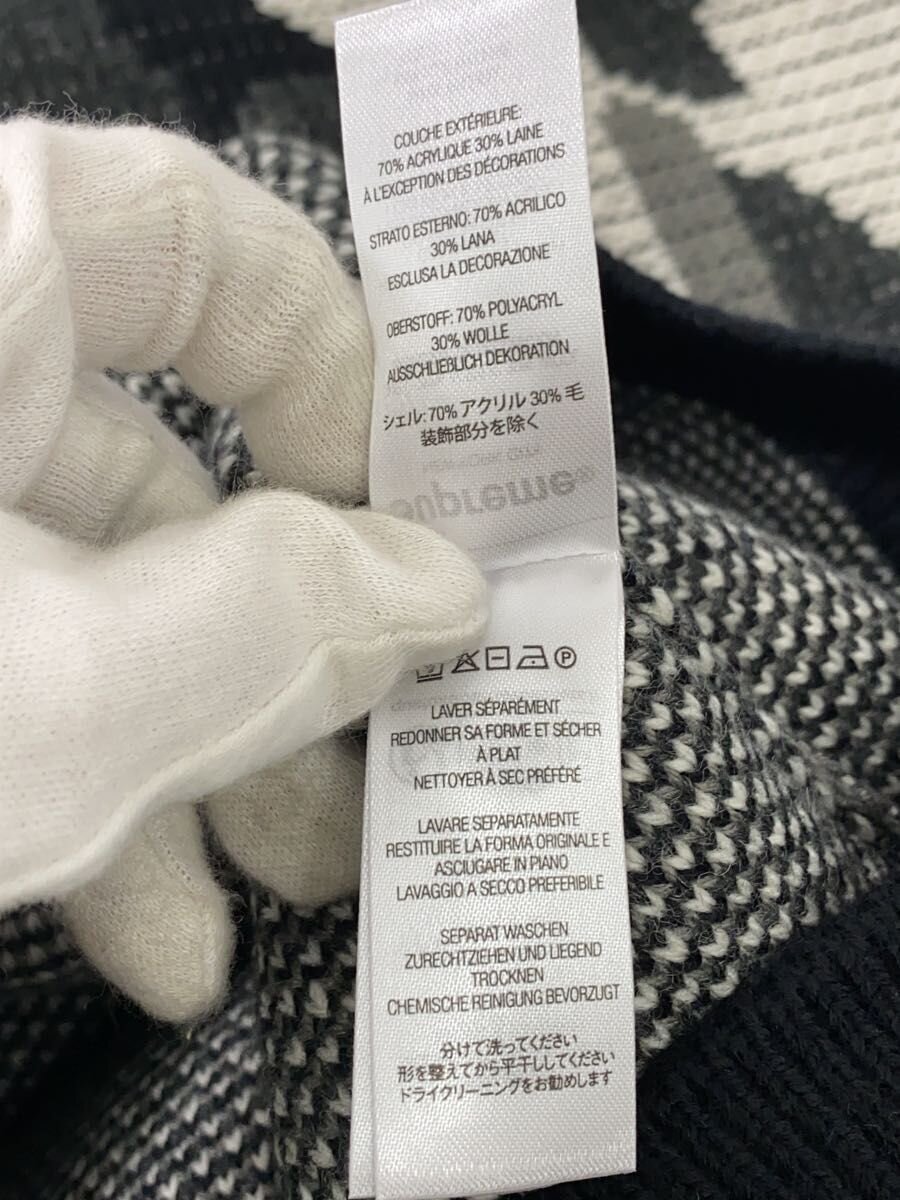 COUCHE EXTÉRIEURE:
70% ACRYLIQUE 30% LAINE
À L'EXCEPTION DES DÉCORATIONS
STRATO ESTERNO: 70% ACRILICO
30% LANA
ESCLUSA LA DECORAZIONE
OBERSTOFF: 70% POLYACRYL
30% WOLLE
AUSSCHLIEBLICH DEKORATION
シェル: 70% アクリル 30% 毛
装飾部分を除く
Supreme
LAVER SÉPARÉMENT
REDONNER SA FORME ET SÉCHER
À PLAT
NETTOYER À SEC PRÉFÉRÉ
LAVARE SEPARATAMENTE
RESTITUIRE LA FORMA ORIGINALE E
ASCIUGARE IN PIANO
LAVAGGIO A SECCO PREFERIBILE
SEPARAT WASCHEN
ZURECHTZIEHEN UND LIEGEND
TROCKNEN
CHEMISCHE REINIGUNG BEVORZUGT
分けて洗ってください
形を整えてから平干ししてください
ドライクリーニングをお勧めします